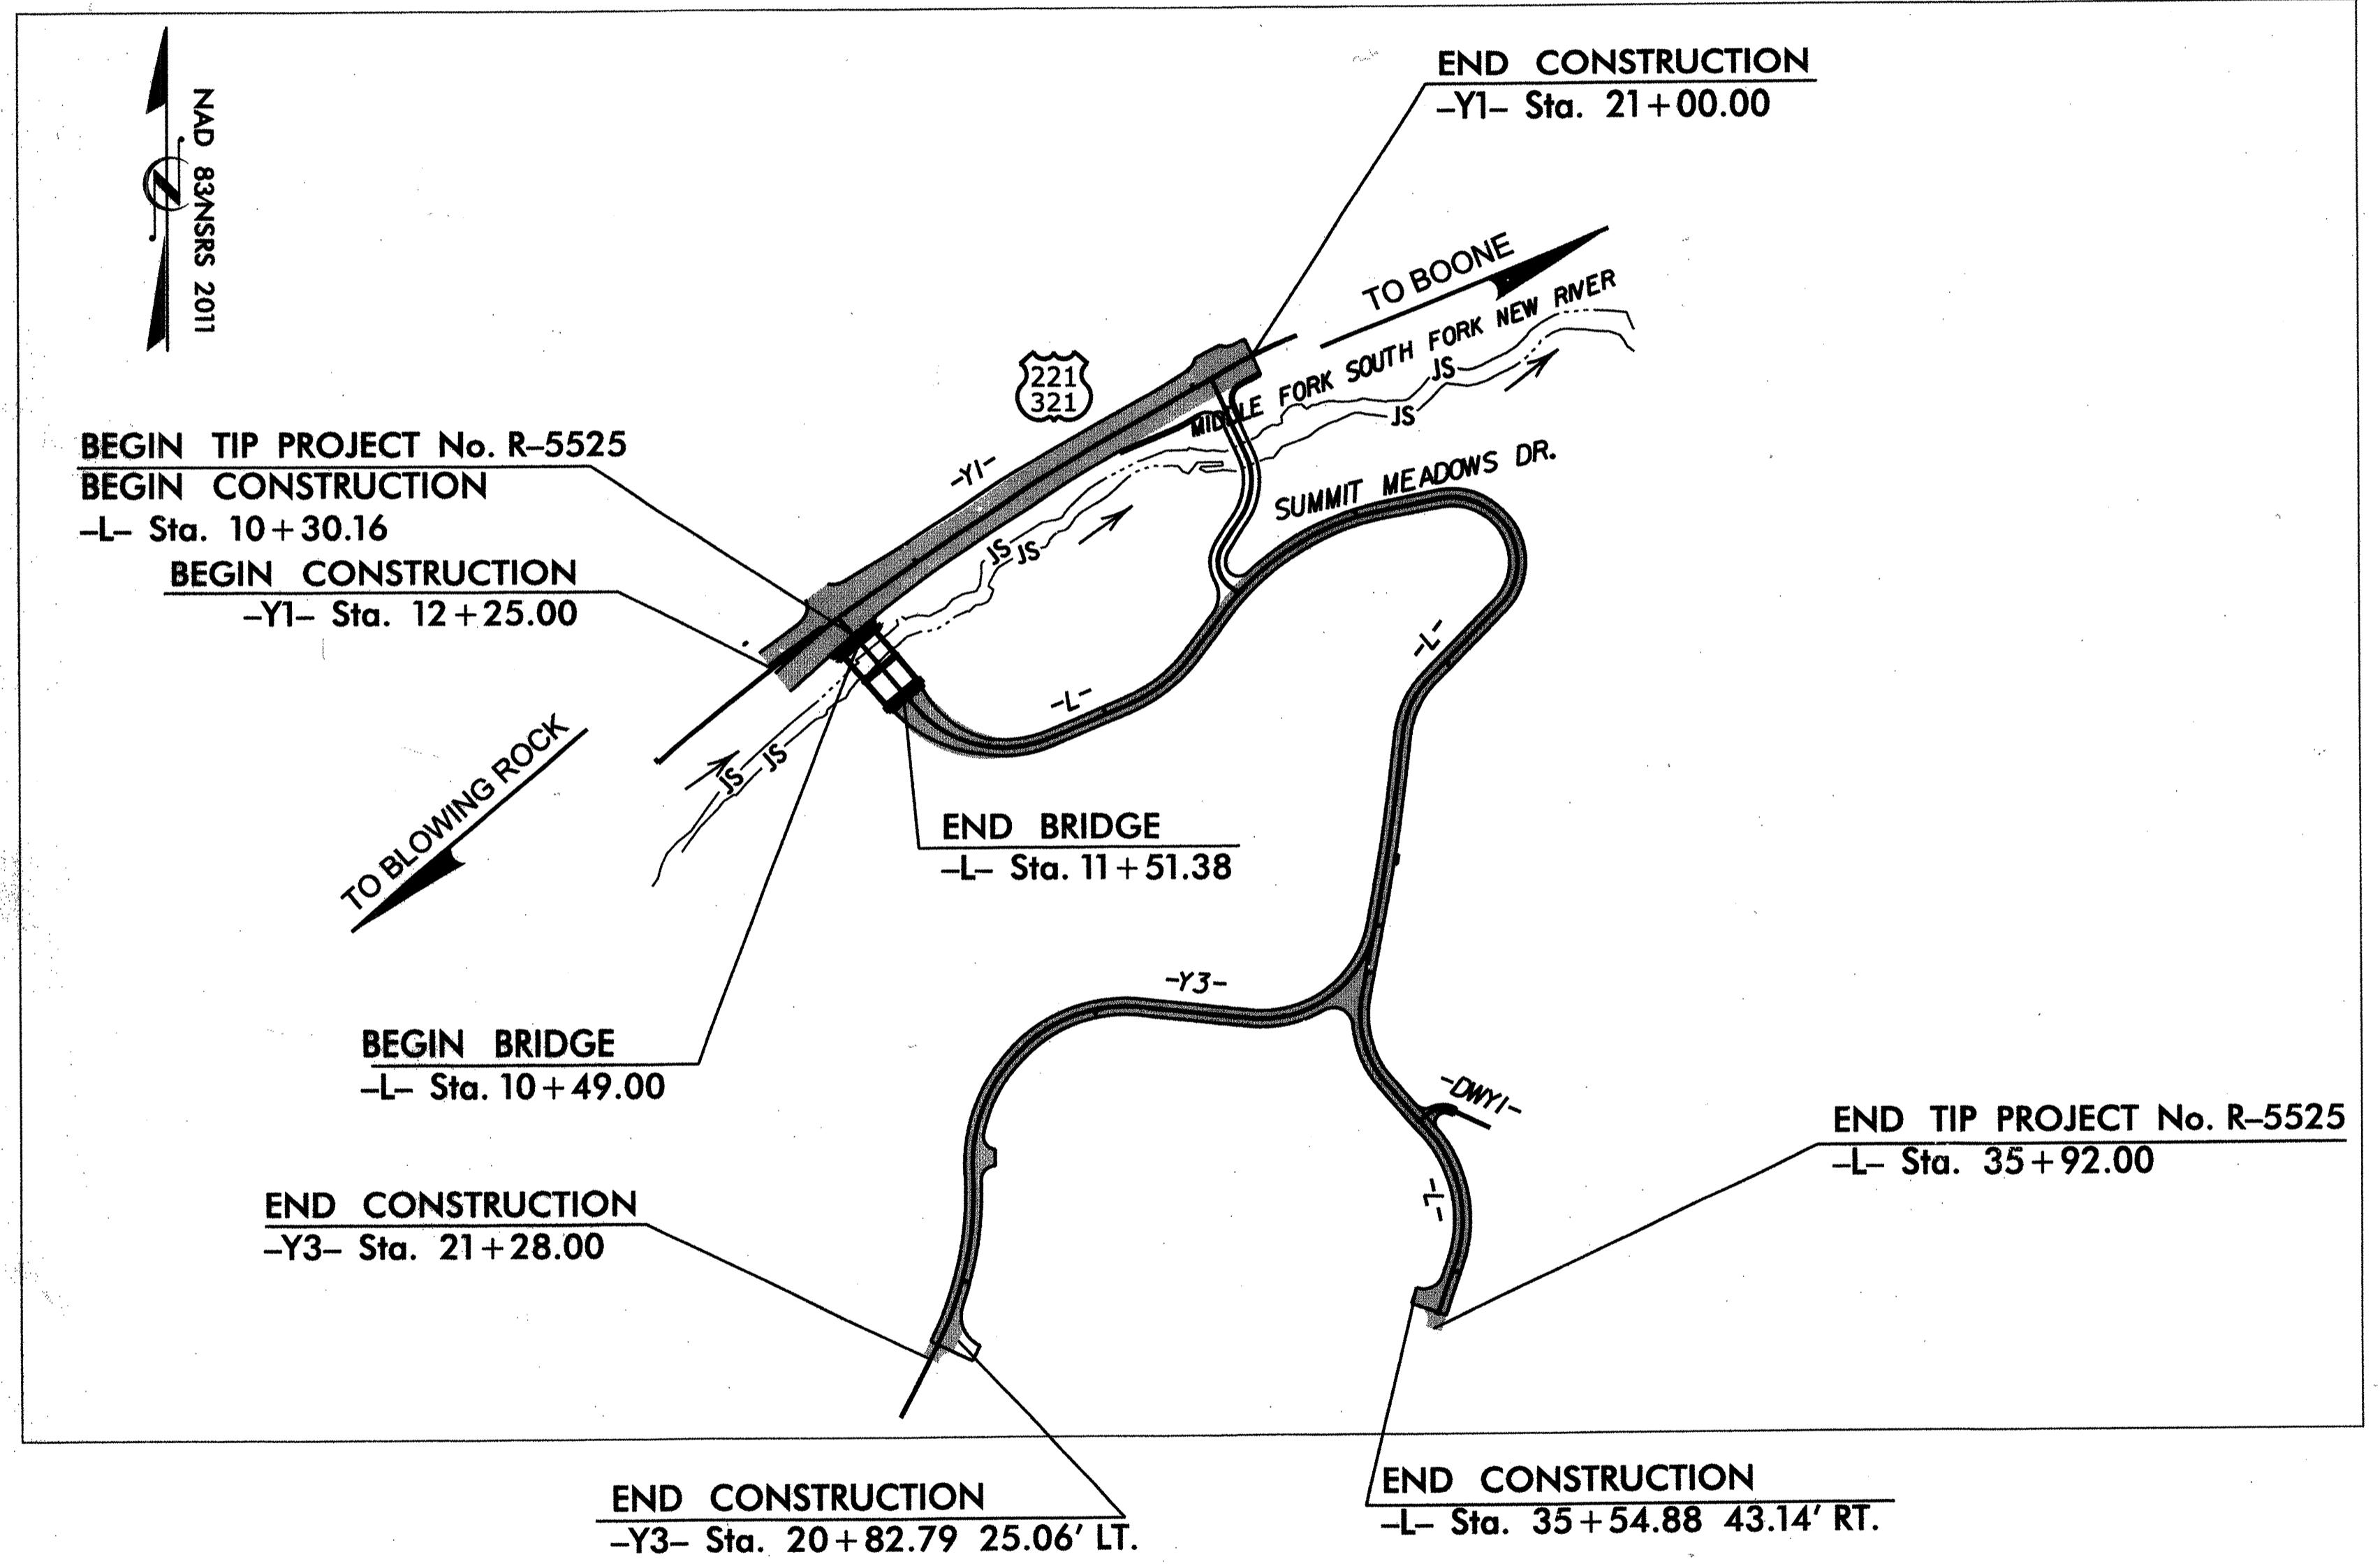 NAD 83/NSRS 2011
END CONSTRUCTION
–Y1– Sta. 21+00.00
TO BOONE
MIDDLE FORK SOUTH FORK NEW RIVER
JS
JS
221
321
BEGIN TIP PROJECT No. R–5525
BEGIN CONSTRUCTION
–L– Sta. 10+30.16
–Y1–
SUMMIT MEADOWS DR.
JS
JS
BEGIN CONSTRUCTION
–Y1– Sta. 12+25.00
–L–
–L–
JS
JS
TO BLOWING ROCK
END BRIDGE
–L– Sta. 11+51.38
–Y3–
BEGIN BRIDGE
–L– Sta. 10+49.00
–DWY1–
END TIP PROJECT No. R–5525
–L– Sta. 35+92.00
–L–
END CONSTRUCTION
–Y3– Sta. 21+28.00
END CONSTRUCTION
–Y3– Sta. 20+82.79 25.06' LT.
END CONSTRUCTION
–L– Sta. 35+54.88 43.14' RT.